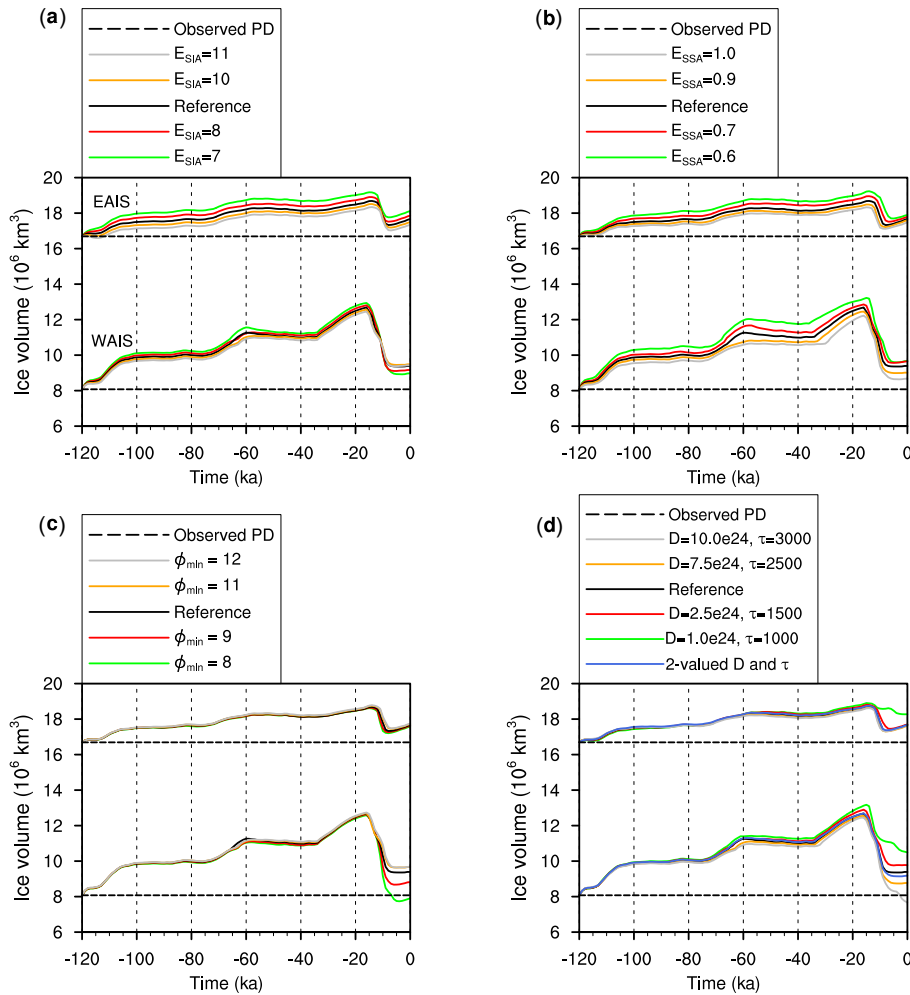 (a)
Observed PD
E_SIA=11
E_SIA=10
Reference
E_SIA=8
E_SIA=7
20
18
16
14
12
10
8
6
EAIS
WAIS
Ice volume (10^6 km^3)
-120 -100 -80 -60 -40 -20 0
Time (ka)
(b)
Observed PD
E_SSA=1.0
E_SSA=0.9
Reference
E_SSA=0.7
E_SSA=0.6
20
18
16
14
12
10
8
6
Ice volume (10^6 km^3)
-120 -100 -80 -60 -40 -20 0
Time (ka)
(c)
Observed PD
ϕ_min = 12
ϕ_min = 11
Reference
ϕ_min = 9
ϕ_min = 8
20
18
16
14
12
10
8
6
Ice volume (10^6 km^3)
-120 -100 -80 -60 -40 -20 0
Time (ka)
(d)
Observed PD
D=10.0e24, τ=3000
D=7.5e24, τ=2500
Reference
D=2.5e24, τ=1500
D=1.0e24, τ=1000
2-valued D and τ
20
18
16
14
12
10
8
6
Ice volume (10^6 km^3)
-120 -100 -80 -60 -40 -20 0
Time (ka)